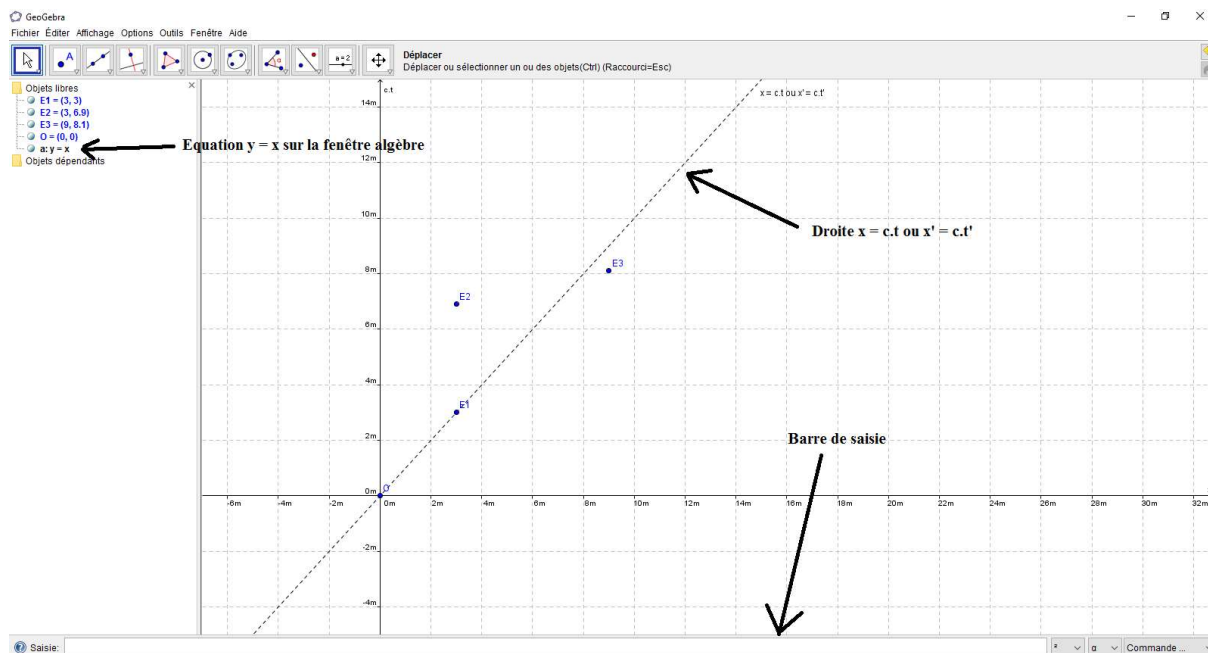 GeoGebra
Fichier Éditer Affichage Options Outils Fenêtre Aide
A
a=2
Déplacer
Déplacer ou sélectionner un ou des objets(Ctrl) (Raccourci=Esc)
Objets libres
E1 = (3, 3)
E2 = (3, 6.9)
E3 = (9, 8.1)
O = (0, 0)
a: y = x
Objets dépendants
Equation y = x sur la fenêtre algèbre
c.t
x = c.t ou x' = c.t'
14m
12m
10m
8m
6m
4m
2m
0m
-2m
-4m
Droite x = c.t ou x' = c.t'
E3
E2
E1
O
Barre de saisie
-6m -4m -2m 0m 2m 4m 6m 8m 10m 12m 14m 16m 18m 20m 22m 24m 26m 28m 30m 32m
Saisie:
² α Commande ...